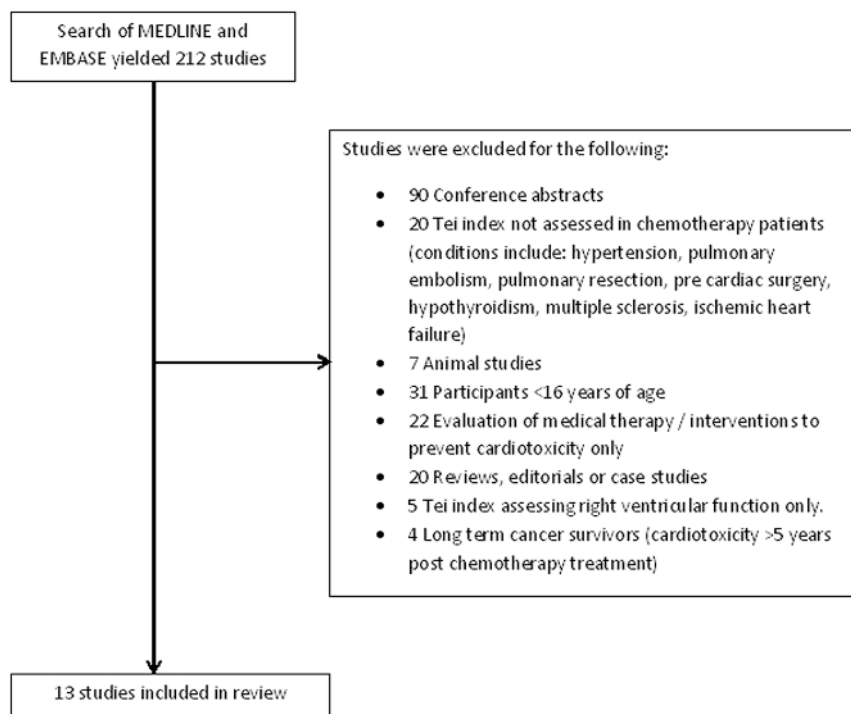 Search of MEDLINE and
EMBASE yielded 212 studies
Studies were excluded for the following:
• 90 Conference abstracts
• 20 Tei index not assessed in chemotherapy patients
(conditions include: hypertension, pulmonary
embolism, pulmonary resection, pre cardiac surgery,
hypothyroidism, multiple sclerosis, ischemic heart
failure)
• 7 Animal studies
• 31 Participants <16 years of age
• 22 Evaluation of medical therapy / interventions to
prevent cardiotoxicity only
• 20 Reviews, editorials or case studies
• 5 Tei index assessing right ventricular function only.
• 4 Long term cancer survivors (cardiotoxicity >5 years
post chemotherapy treatment)
13 studies included in review